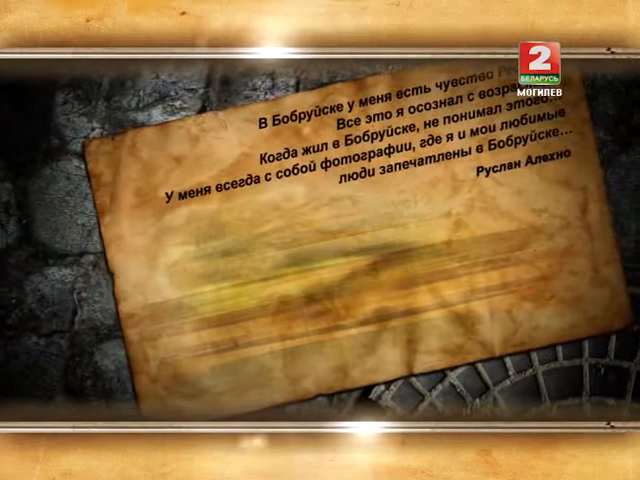 2
БЕЛАРУСЬ
МОГИЛЕВ
В Бобруйске у меня есть чувство
Все это я осознал с
Когда жил в Бобруйске, не понимал этого...
У меня всегда с собой фотографии, где я и мои любимые
люди запечатлены в Бобруйске...
Руслан Алехно